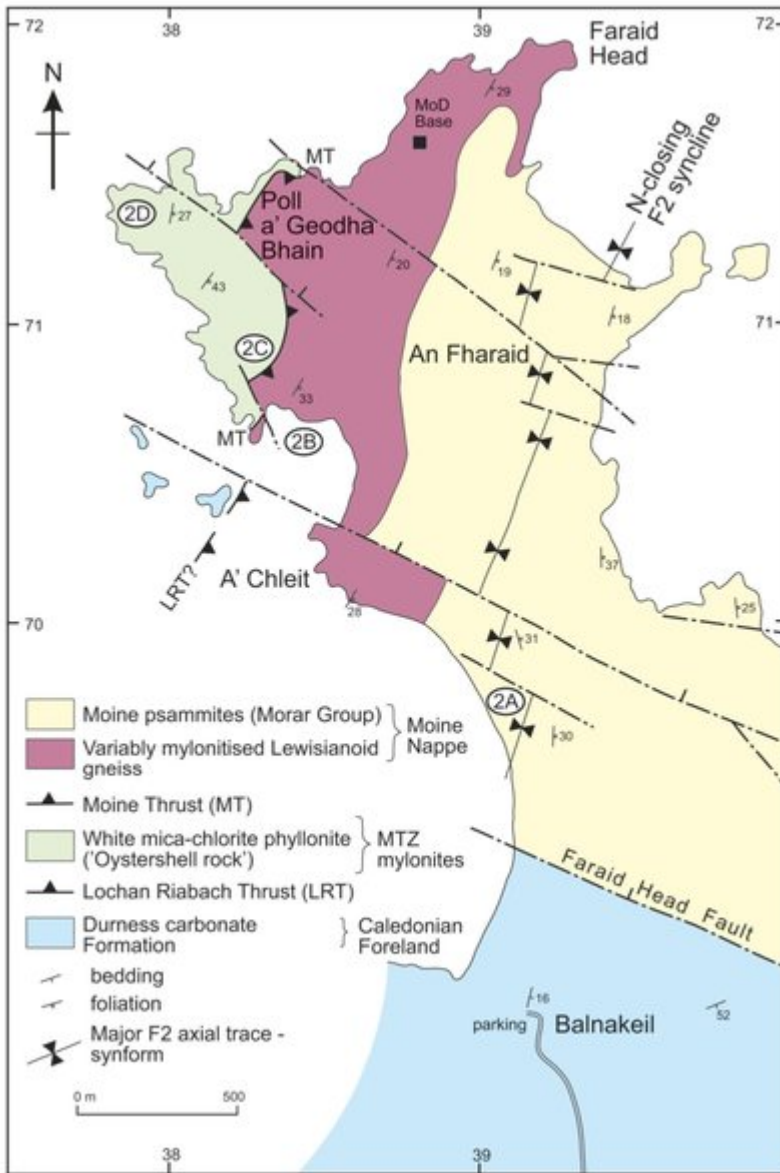 38
39
72
72
Faraid
Head
N
29
MoD
Base
MT
N-closing
F2 syncline
2D
27
Poll
a' Geodha
Bhain
20
19
43
18
71
71
An Fharaid
2C
33
MT
2B
37
LRT?
A' Chleit
28
25
70
31
2A
30
Moine psammites (Morar Group)
Variably mylonitised Lewisianoid
gneiss
Moine
Nappe
Moine Thrust (MT)
White mica-chlorite phyllonite
('Oystershell rock')
MTZ
mylonites
Lochan Riabach Thrust (LRT)
Durness carbonate
Formation
Caledonian
Foreland
bedding
foliation
Major F2 axial trace -
synform
0 m
500
Faraid Head Fault
16
parking
Balnakeil
52
38
39